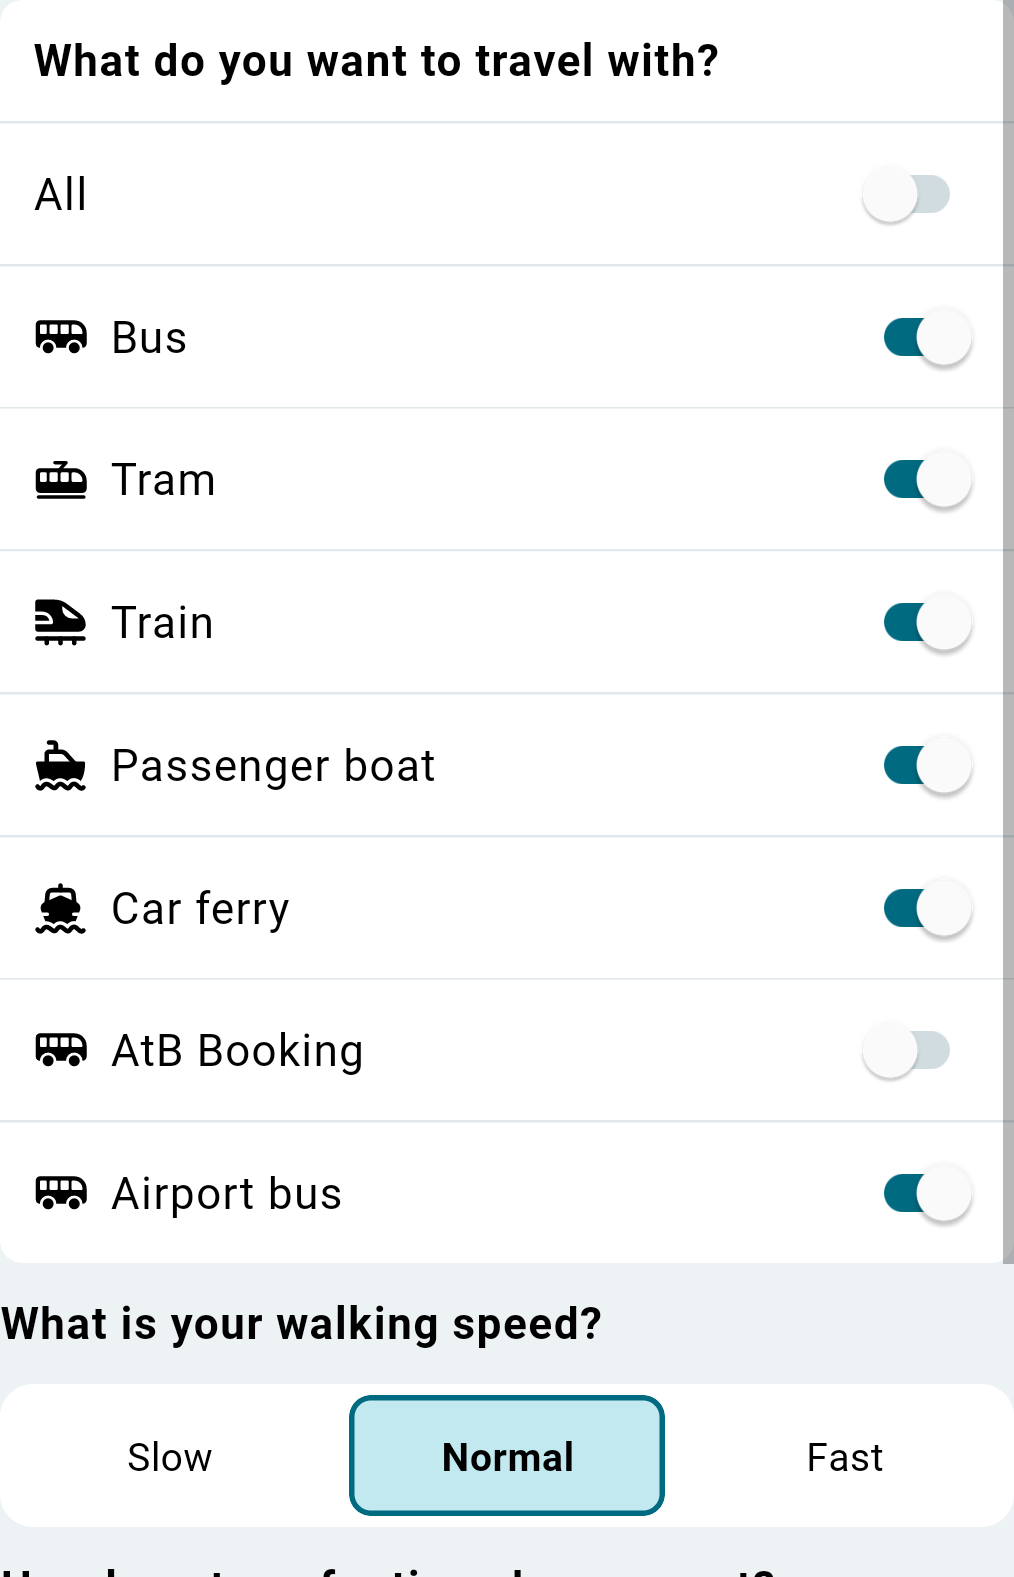 What do you want to travel with?
All
Bus
Tram
Train
Passenger boat
Car ferry
AtB Booking
Airport bus
What is your walking speed?
Slow
Normal
Fast